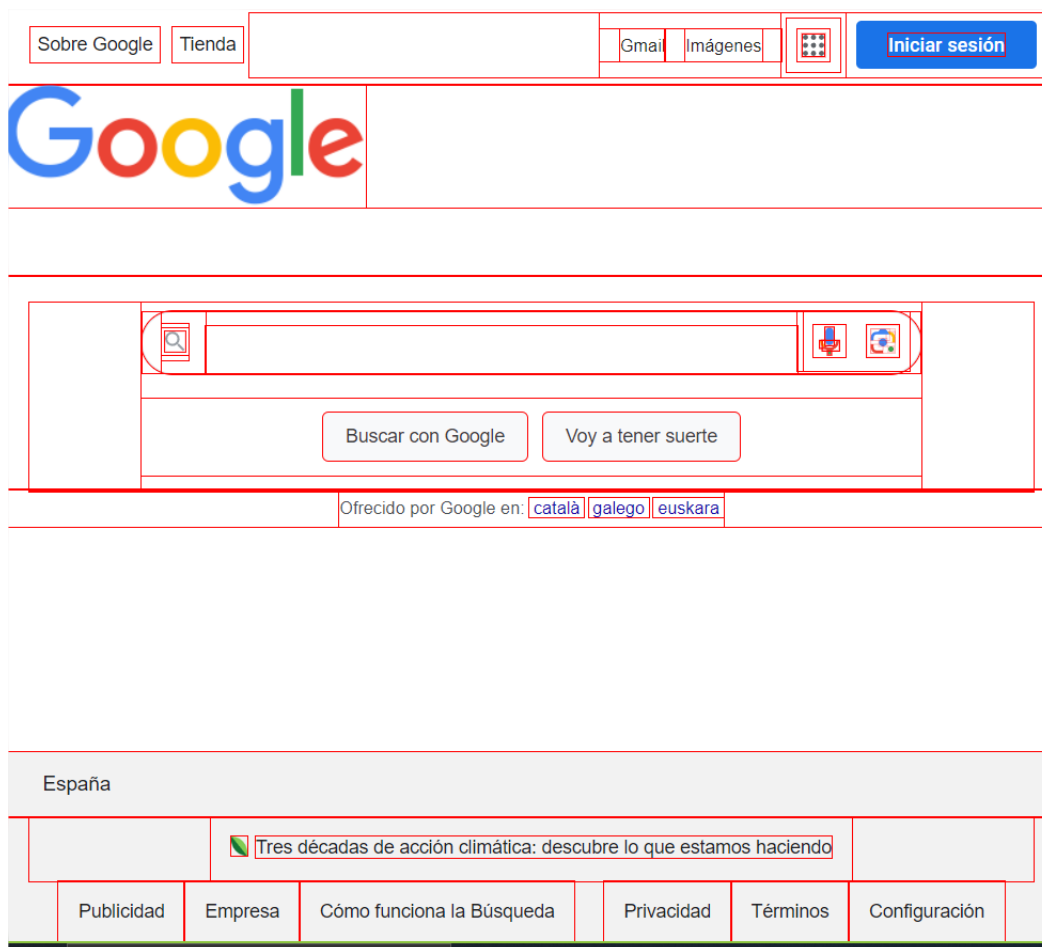 Sobre Google Tienda Gmail Imágenes Iniciar sesión
Google
Buscar con Google Voy a tener suerte
Ofrecido por Google en: català galego euskara
España
Tres décadas de acción climática: descubre lo que estamos haciendo
Publicidad Empresa Cómo funciona la Búsqueda Privacidad Términos Configuración